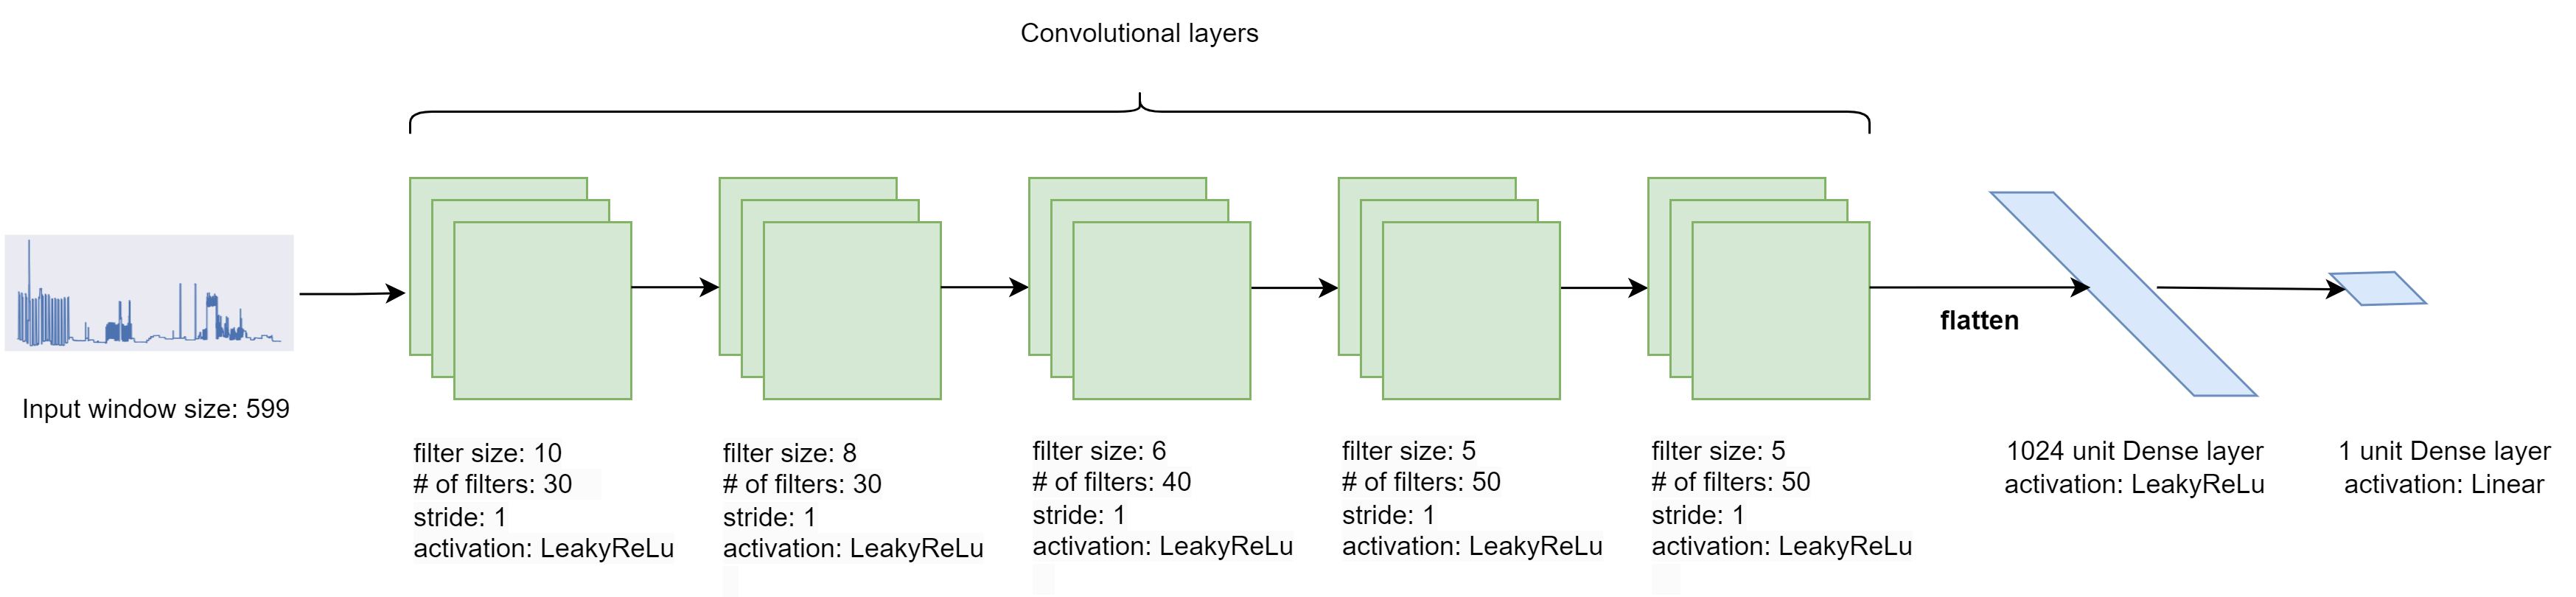 Convolutional layers
Input window size: 599
filter size: 10
# of filters: 30
stride: 1
activation: LeakyReLu
filter size: 8
# of filters: 30
stride: 1
activation: LeakyReLu
filter size: 6
# of filters: 40
stride: 1
activation: LeakyReLu
filter size: 5
# of filters: 50
stride: 1
activation: LeakyReLu
filter size: 5
# of filters: 50
stride: 1
activation: LeakyReLu
flatten
1024 unit Dense layer
activation: LeakyReLu
1 unit Dense layer
activation: Linear